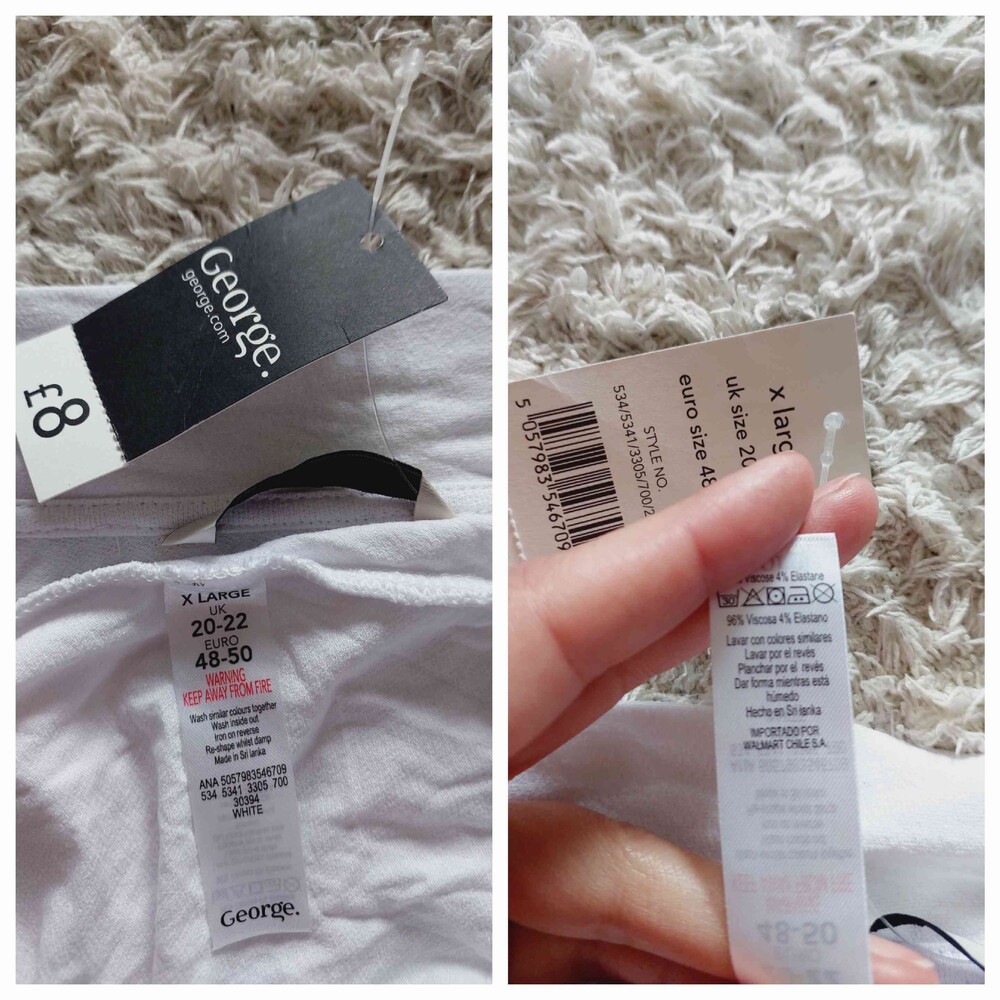 George.
george.com
£8
X LARGE
UK
20-22
EURO
48-50
WARNING
KEEP AWAY FROM FIRE
Wash similar colours together
Wash inside out
Iron on reverse
Re-shape whilst damp
Made in Sri lanka
ANA 5057983546709
534 5341 3305 700
30394
WHITE
George.
x larg
uk size 20
euro size 48
STYLE NO.
534/5341/3305/700/
5 057983 546709
Viscose 4% Elastane
30
96% Viscosa 4% Elastano
Lavar con colores similares
Lavar por el revés
Planchar por el revés
Dar forma mientras está
húmedo
Hecho en Sri lanka
IMPORTADO POR
WALMART CHILE S.A.
48-50